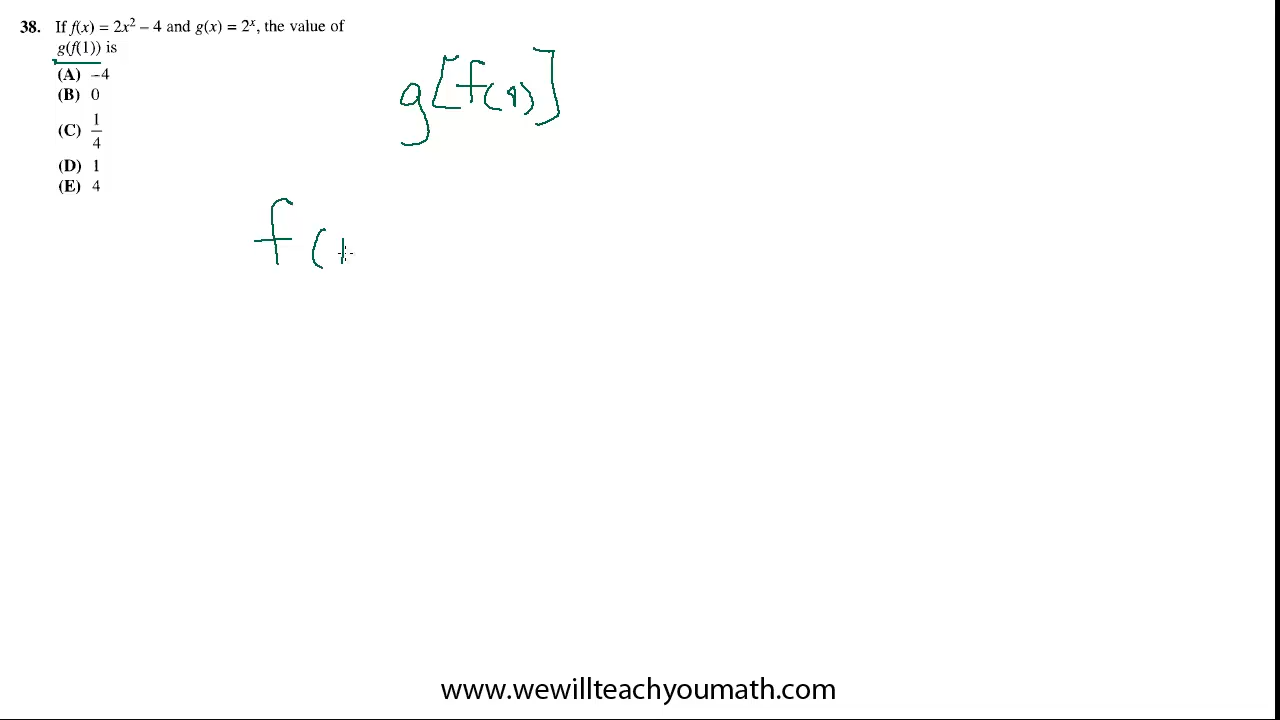 38. If f(x) = 2x² – 4 and g(x) = 2ˣ, the value of
g(f(1)) is
(A) –4
(B) 0
(C) 1/4
(D) 1
(E) 4
g[f(1)]
f(1
www.wewillteachyoumath.com